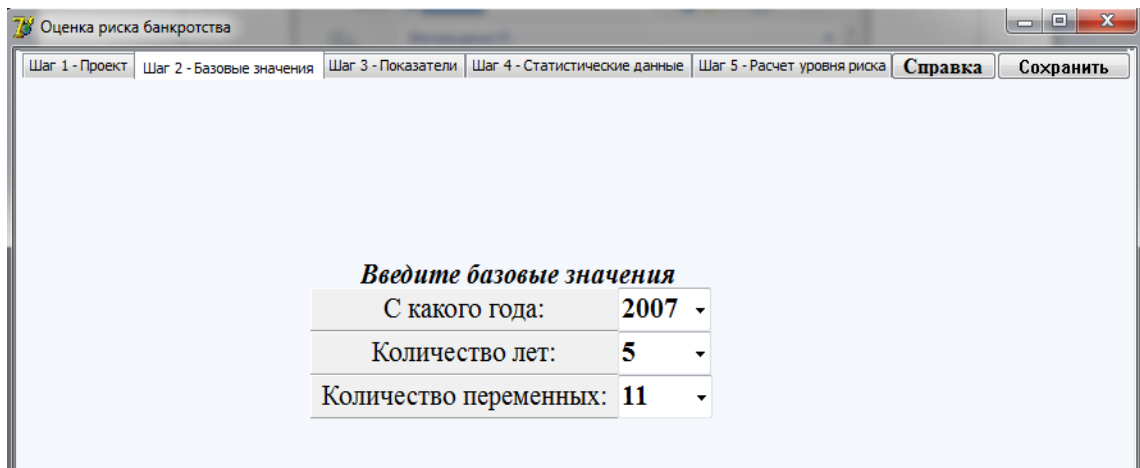 Оценка риска банкротства
Шаг 1 - Проект Шаг 2 - Базовые значения Шаг 3 - Показатели Шаг 4 - Статистические данные Шаг 5 - Расчет уровня риска Справка Сохранить
Введите базовые значения
С какого года: 2007
Количество лет: 5
Количество переменных: 11